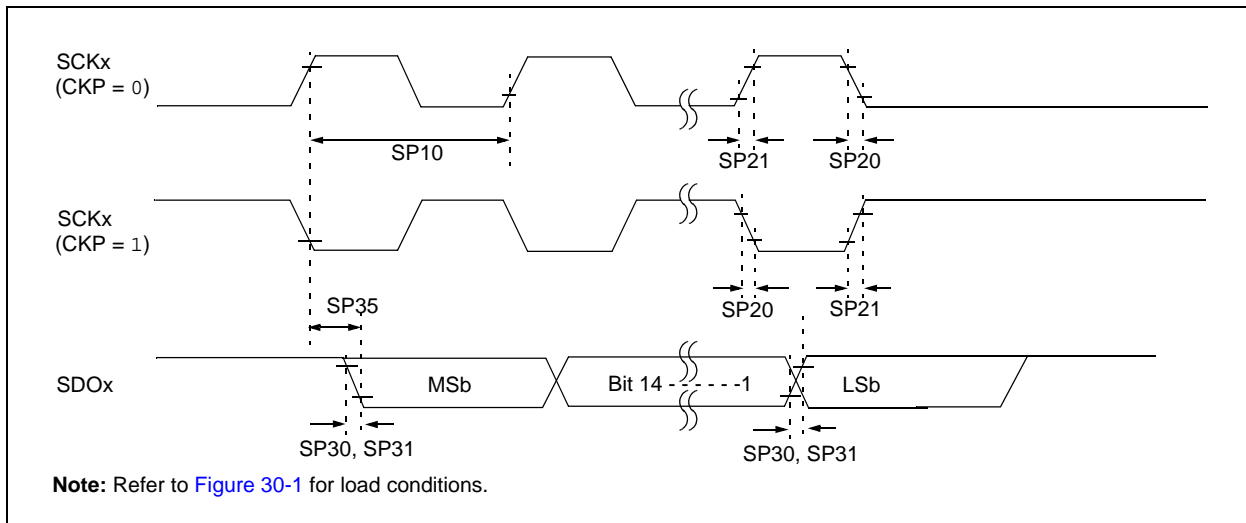 SCKx
(CKP = 0)
SP10
SP21
SP20
SCKx
(CKP = 1)
SP35
SP20
SP21
SDOx
MSb
Bit 14 - - - - - -1
LSb
SP30, SP31
SP30, SP31
Note: Refer to Figure 30-1 for load conditions.